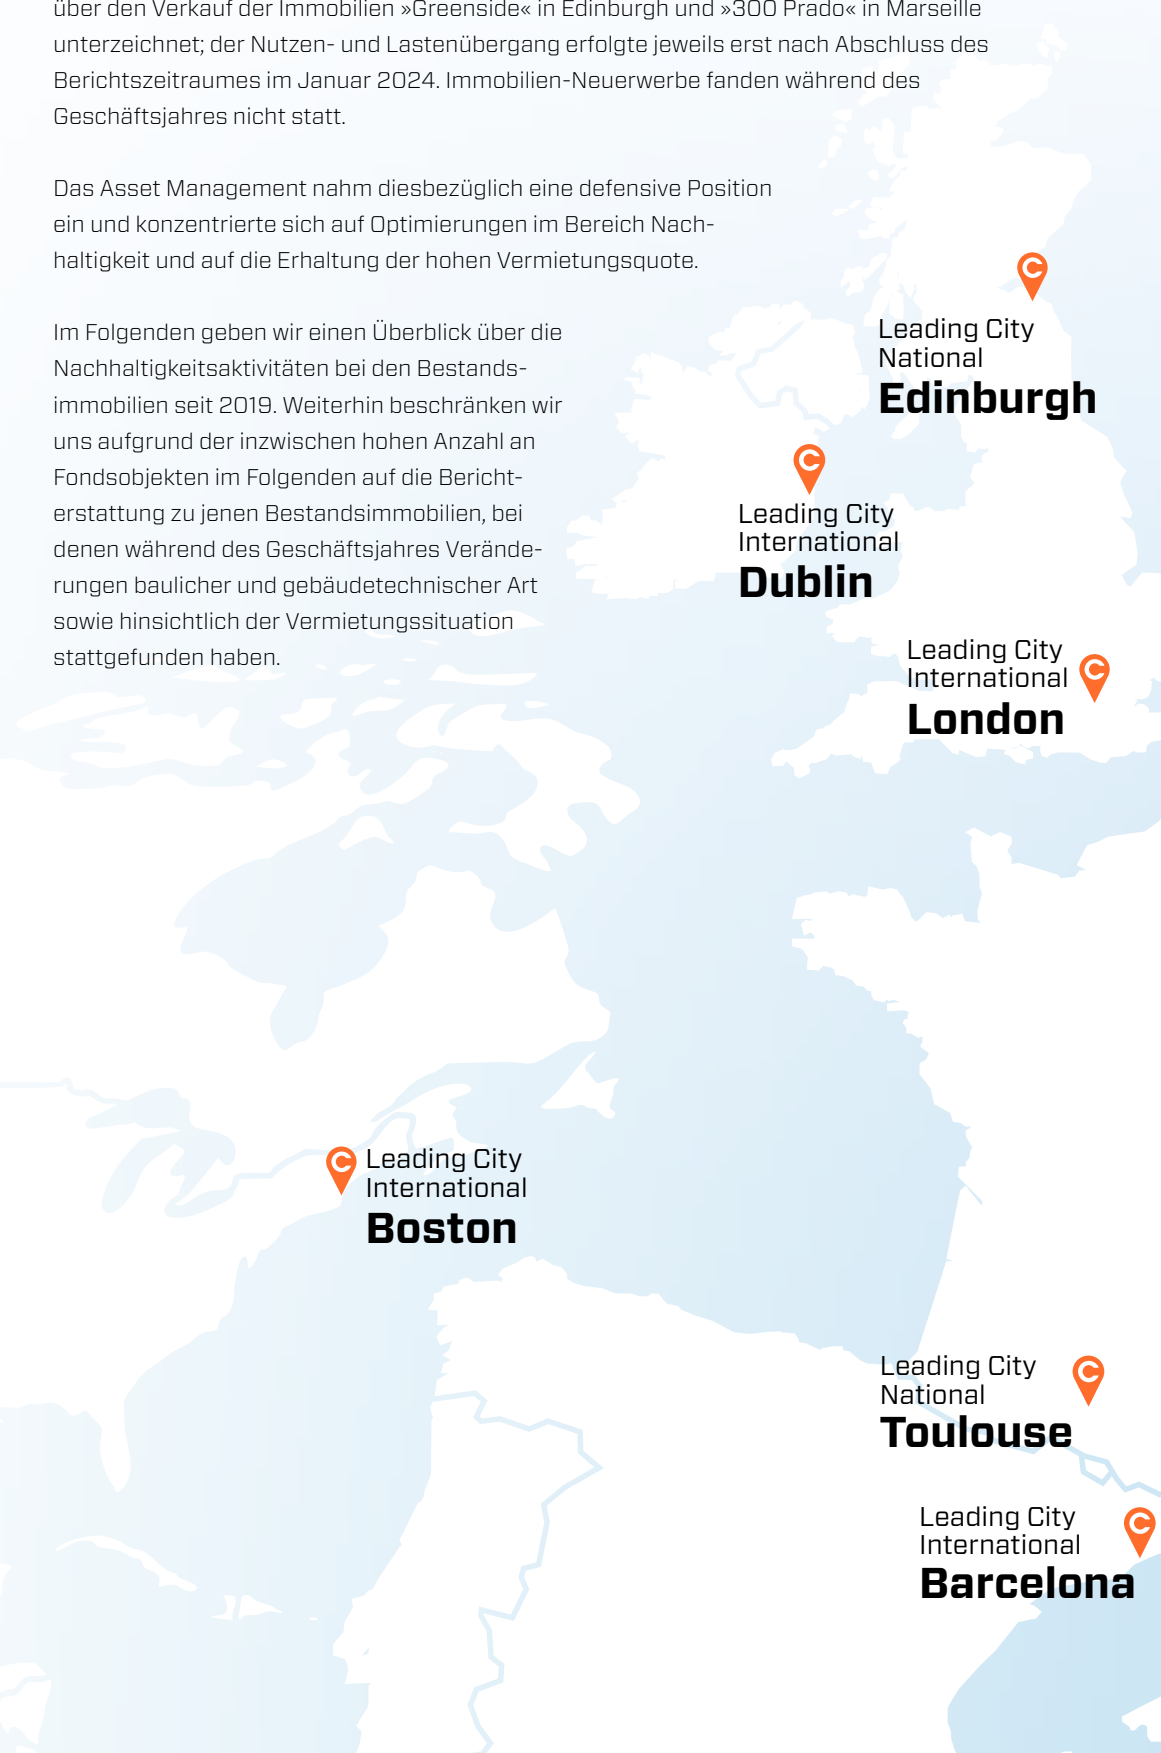 über den Verkauf der Immobilien »Greenside« in Edinburgh und »300 Prado« in Marseille
unterzeichnet; der Nutzen- und Lastenübergang erfolgte jeweils erst nach Abschluss des
Berichtszeitraumes im Januar 2024. Immobilien-Neuerwerbe fanden während des
Geschäftsjahres nicht statt.
Das Asset Management nahm diesbezüglich eine defensive Position
ein und konzentrierte sich auf Optimierungen im Bereich Nach-
haltigkeit und auf die Erhaltung der hohen Vermietungsquote.
Im Folgenden geben wir einen Überblick über die
Nachhaltigkeitsaktivitäten bei den Bestands-
immobilien seit 2019. Weiterhin beschränken wir
uns aufgrund der inzwischen hohen Anzahl an
Fondsobjekten im Folgenden auf die Bericht-
erstattung zu jenen Bestandsimmobilien, bei
denen während des Geschäftsjahres Verände-
rungen baulicher und gebäudetechnischer Art
sowie hinsichtlich der Vermietungssituation
stattgefunden haben.
C
Leading City
National
Edinburgh
C
Leading City
International
Dublin
Leading City
International
London
C
C
Leading City
International
Boston
Leading City
National
Toulouse
C
Leading City
International
Barcelona
C